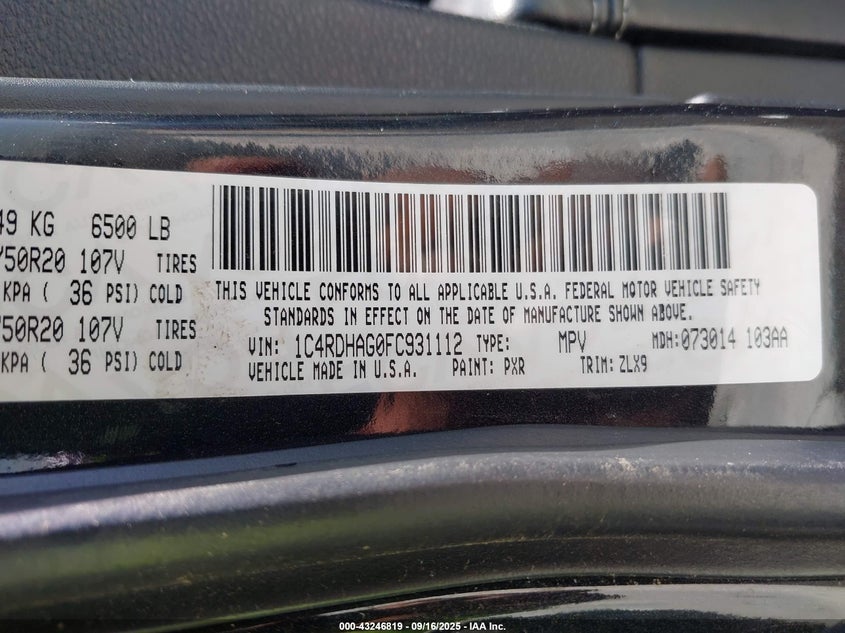 49 KG 6500 LB
/50R20 107V TIRES
KPA ( 36 PSI) COLD
/50R20 107V TIRES
KPA ( 36 PSI) COLD
THIS VEHICLE CONFORMS TO ALL APPLICABLE U.S.A. FEDERAL MOTOR VEHICLE SAFETY
STANDARDS IN EFFECT ON THE DATE OF MANUFACTURE SHOWN ABOVE.
VIN: 1C4RDHAG0FC931112 TYPE: MPV MDH:073014 103AA
VEHICLE MADE IN U.S.A. PAINT: PXR TRIM: ZLX9
000-43246819 - 09/16/2025 - IAA Inc.